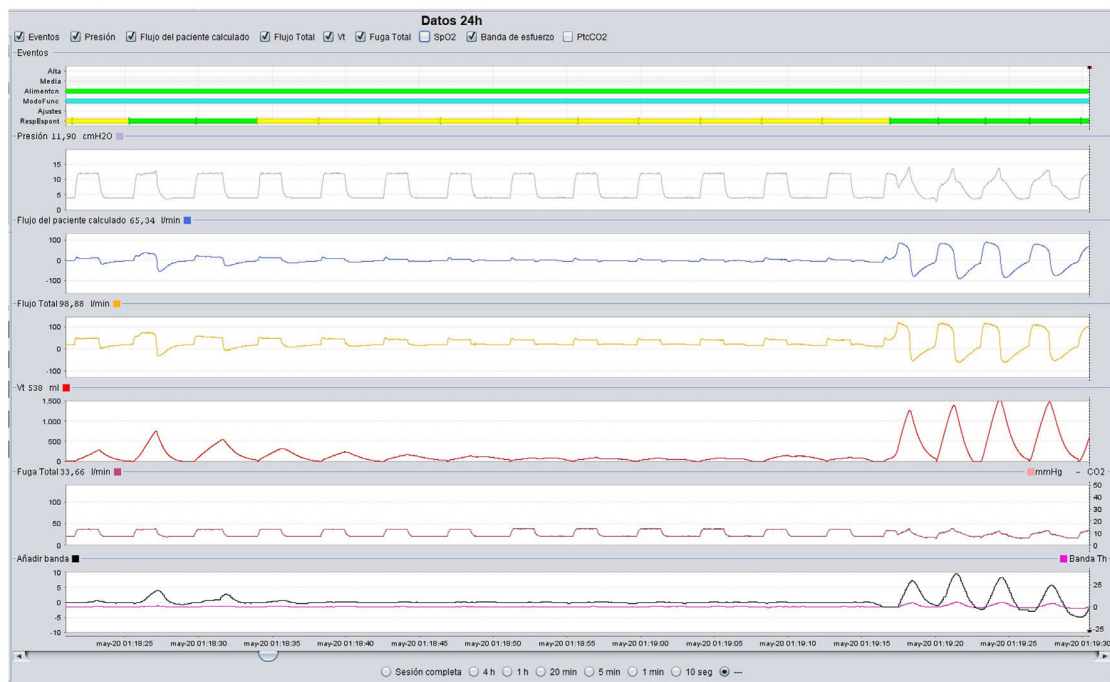 Datos 24h
Eventos Presión Flujo del paciente calculado Flujo Total Vt Fuga Total SpO2 Banda de esfuerzo PtcCO2
Eventos
Alta
Media
Alimenton
ModoFunc
Ajustes
RespEspont
Presión 11,90 cmH2O
15
10
5
0
Flujo del paciente calculado 65,34 l/min
100
0
-100
Flujo Total 98,88 l/min
100
0
-100
Vt 538 ml
1.500
1.000
500
0
Fuga Total 33,66 l/min mmHg - CO2
100
50
0
50
40
30
20
10
0
Añadir banda Banda Th
10
5
0
-5
-10
25
0
-25
may-20 01:18:25 may-20 01:18:30 may-20 01:18:35 may-20 01:18:40 may-20 01:18:45 may-20 01:18:50 may-20 01:18:55 may-20 01:19:00 may-20 01:19:05 may-20 01:19:10 may-20 01:19:15 may-20 01:19:20 may-20 01:19:25 may-20 01:19:30
Sesión completa 4 h 1 h 20 min 5 min 1 min 10 seg ---